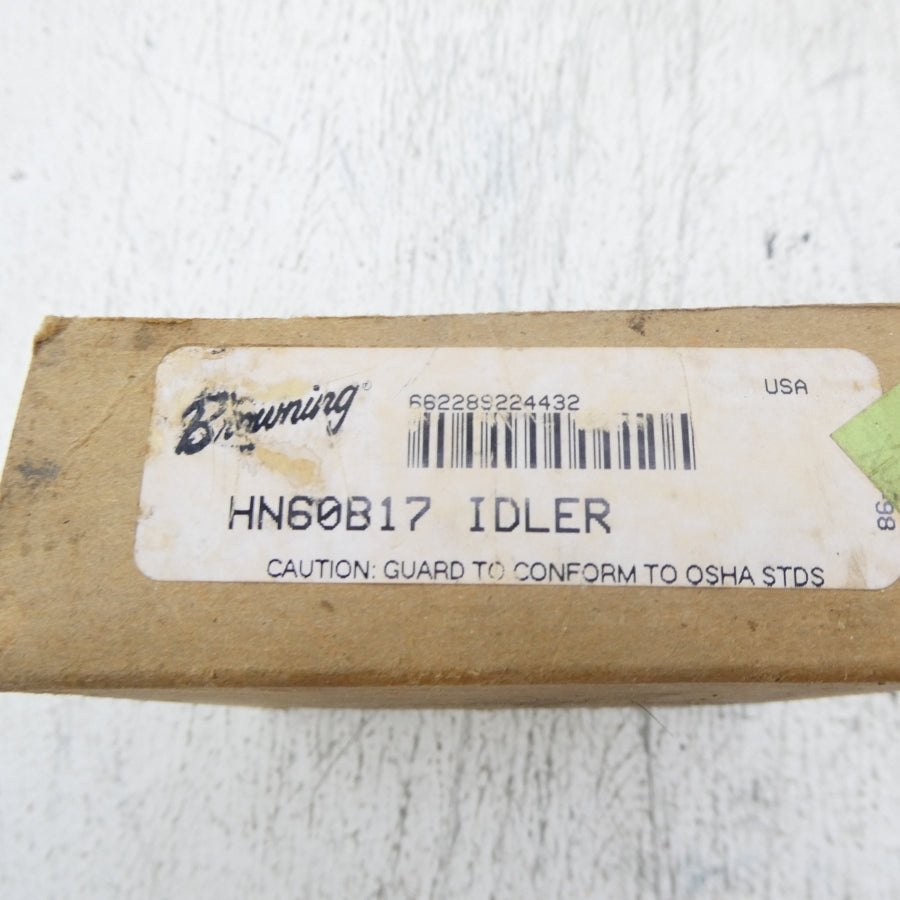 Browning®
662289224432
USA
HN60B17 IDLER
CAUTION: GUARD TO CONFORM TO OSHA STDS